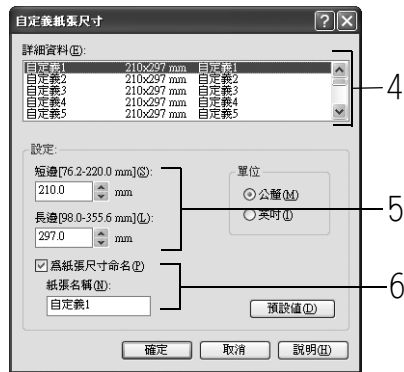 自定義紙張尺寸
詳細資料(E):
自定義1 210x297 mm 自定義1
自定義2 210x297 mm 自定義2
自定義3 210x297 mm 自定義3
自定義4 210x297 mm 自定義4
自定義5 210x297 mm 自定義5
4
設定:
短邊[76.2-220.0 mm](S):
210.0 mm
長邊[98.0-355.6 mm](L):
297.0 mm
單位
公釐(M)
英吋(I)
5
爲紙張尺寸命名(P)
紙張名稱(N):
自定義1
6
預設值(D)
確定 取消 說明(H)